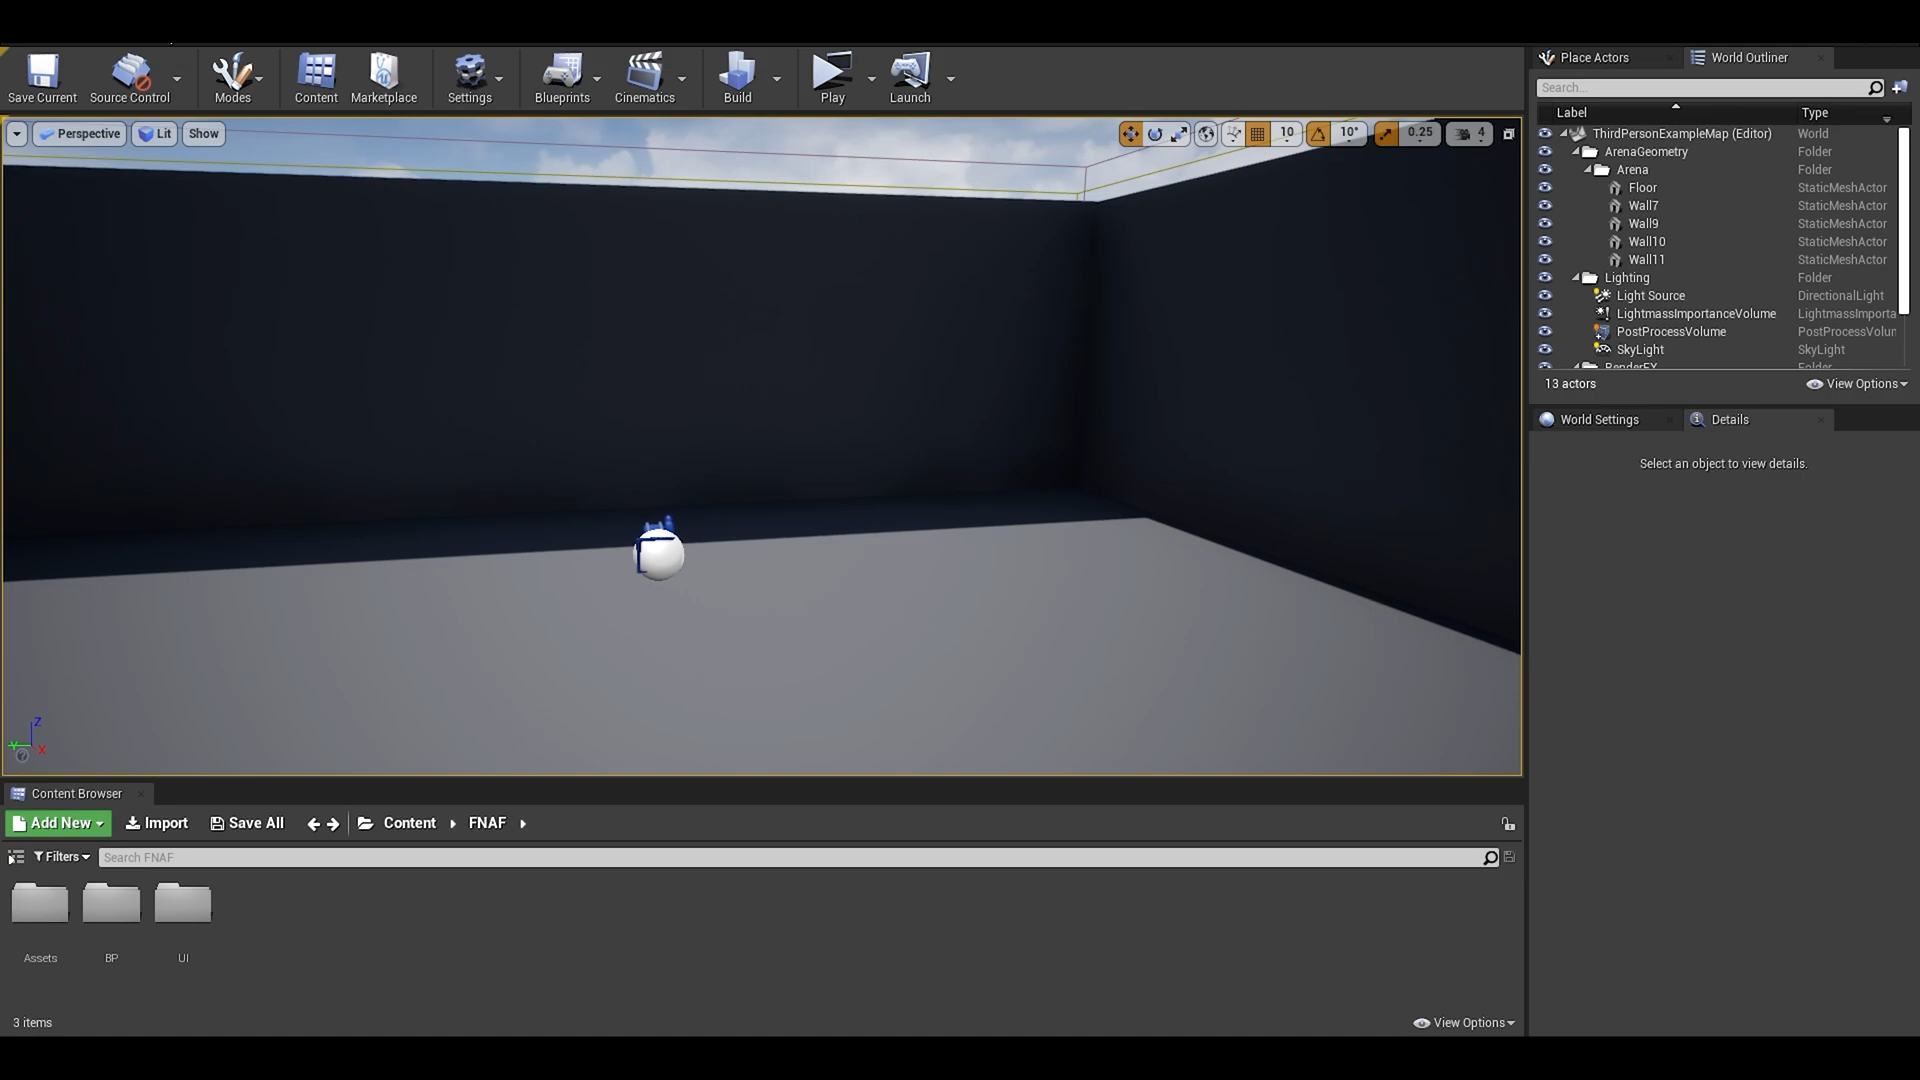 Save Current
Source Control
Modes
Content
Marketplace
Settings
Blueprints
Cinematics
Build
Play
Launch
Perspective
Lit
Show
10
10°
0.25
4
Z
Y
X
?
Place Actors
World Outliner
Search...
Label
Type
ThirdPersonExampleMap (Editor) World
ArenaGeometry Folder
Arena Folder
Floor StaticMeshActor
Wall7 StaticMeshActor
Wall9 StaticMeshActor
Wall10 StaticMeshActor
Wall11 StaticMeshActor
Lighting Folder
Light Source DirectionalLight
LightmassImportanceVolume LightmassImporta
PostProcessVolume PostProcessVolun
SkyLight SkyLight
RenderFX Folder
13 actors
View Options
World Settings
Details
Select an object to view details.
Content Browser
Add New
Import
Save All
Content
FNAF
Filters
Search FNAF
Assets
BP
UI
3 items
View Options